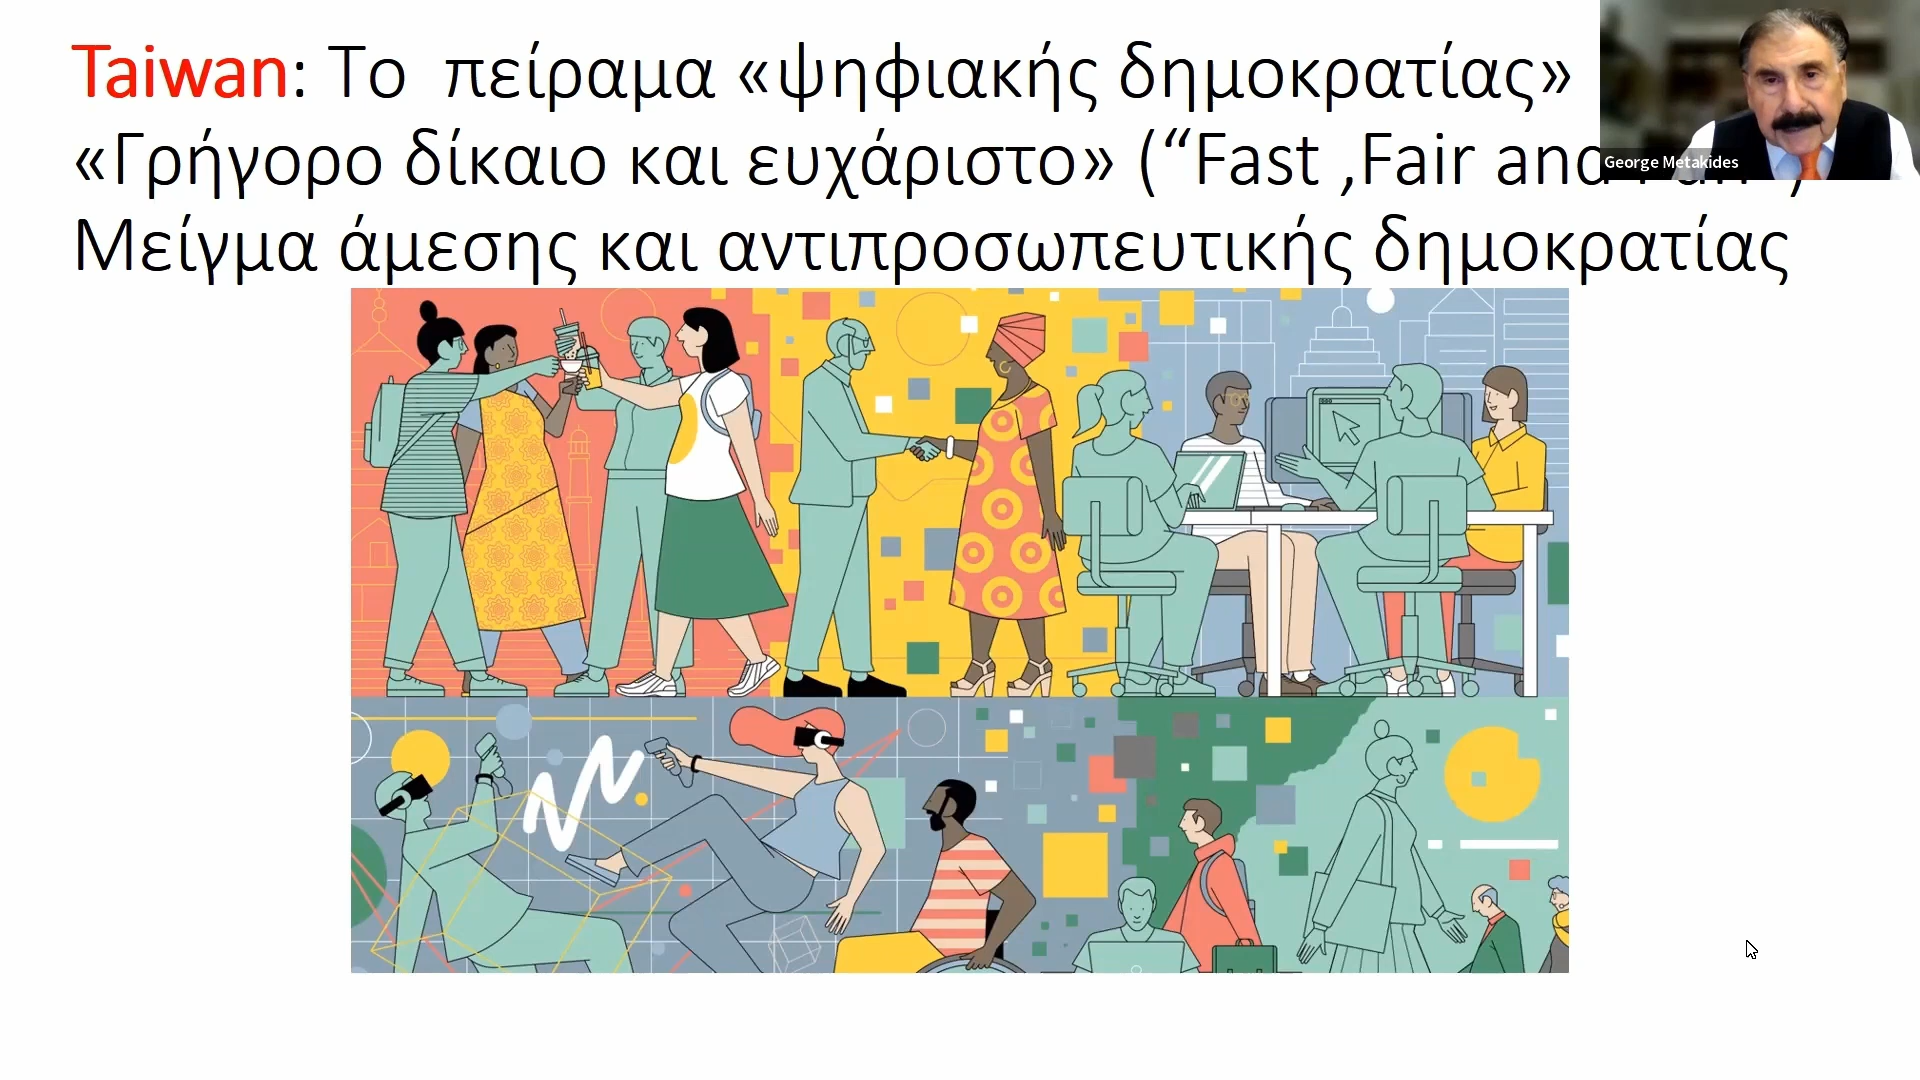 Taiwan: Το πείραμα «ψηφιακής δημοκρατίας»
«Γρήγορο δίκαιο και ευχάριστο» (“Fast ,Fair and
Μείγμα άμεσης και αντιπροσωπευτικής δημοκρατίας
George Metakides